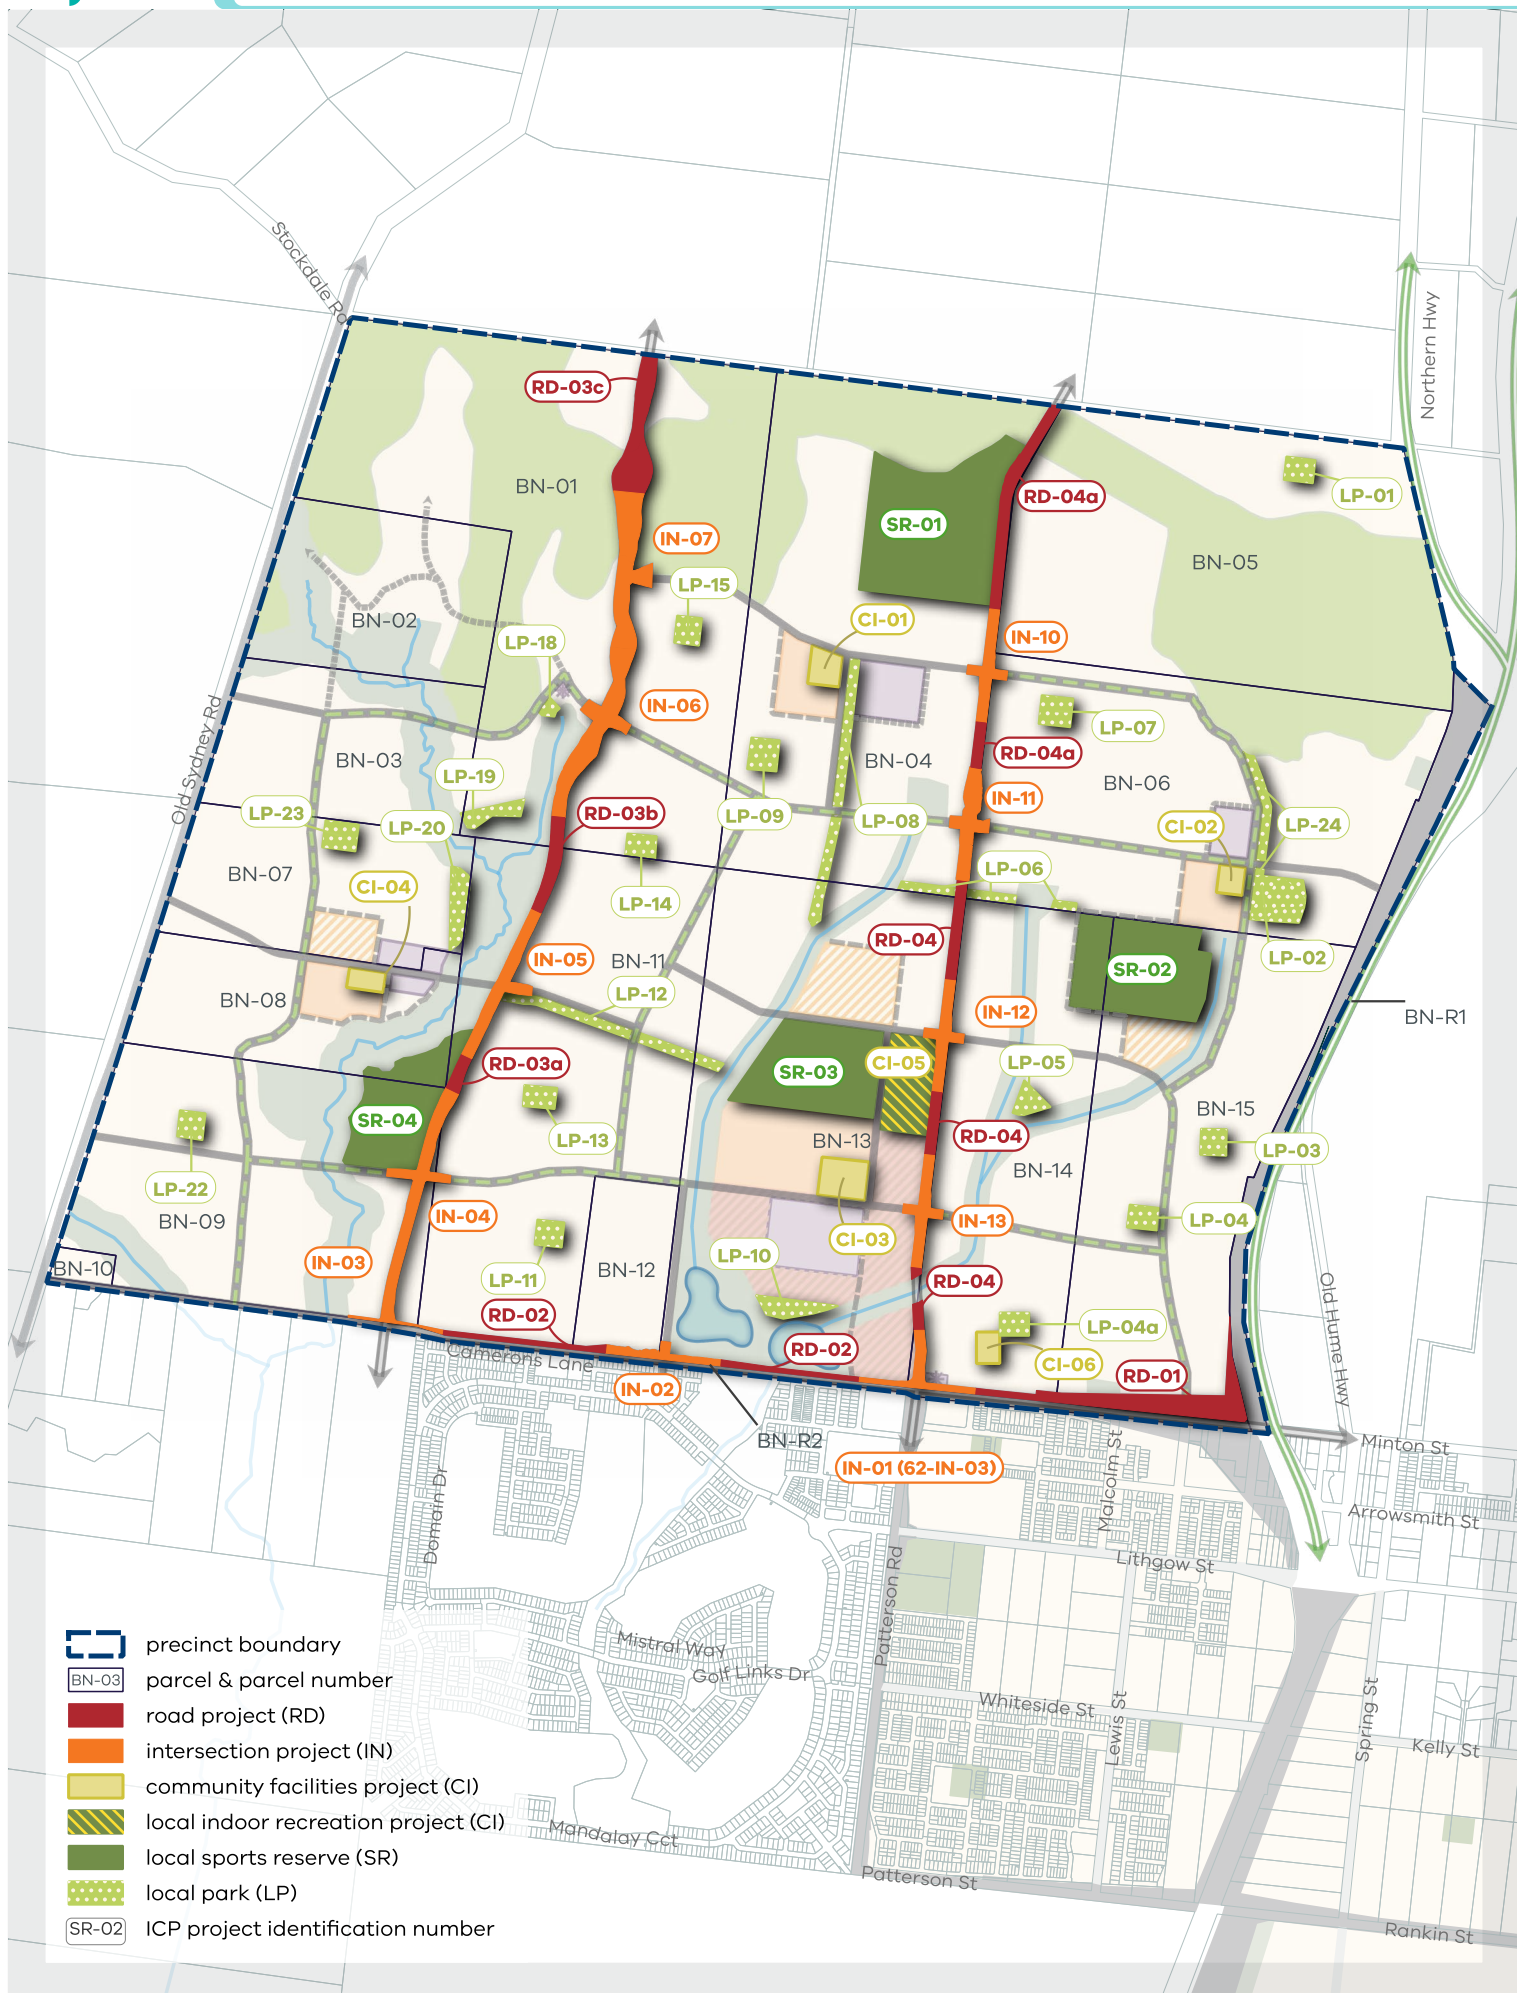 Stockdale Rd
Northern Hwy
RD-03c
BN-01
RD-04a
LP-01
SR-01
IN-07
BN-05
LP-15
BN-02
CI-01
LP-18
IN-10
IN-06
LP-07
Old Sydney Rd
BN-03
BN-04
RD-04a
BN-06
LP-19
IN-11
LP-23
LP-20
RD-03b
LP-09
LP-08
CI-02
LP-24
BN-07
CI-04
LP-14
LP-06
RD-04
IN-05
BN-11
SR-02
LP-02
BN-08
LP-12
IN-12
BN-R1
RD-03a
SR-03
CI-05
LP-05
SR-04
BN-15
LP-13
BN-13
RD-04
LP-03
BN-14
LP-22
BN-09
IN-04
IN-13
LP-04
CI-03
LP-10
IN-03
BN-10
LP-11
BN-12
RD-04
Old Hume Hwy
RD-02
LP-04a
Camerons Lane
RD-02
CI-06
RD-01
IN-02
BN-R2
Minton St
IN-01 (62-IN-03)
Malcolm St
Domain Dr
Arrowsmith St
Lithgow St
Patterson Rd
Mistral Way
Golf Links Dr
Whiteside St
Lewis St
Spring St
Kelly St
Mandalay Cct
Patterson St
Rankin St
precinct boundary
BN-03 parcel & parcel number
road project (RD)
intersection project (IN)
community facilities project (CI)
local indoor recreation project (CI)
local sports reserve (SR)
local park (LP)
SR-02 ICP project identification number